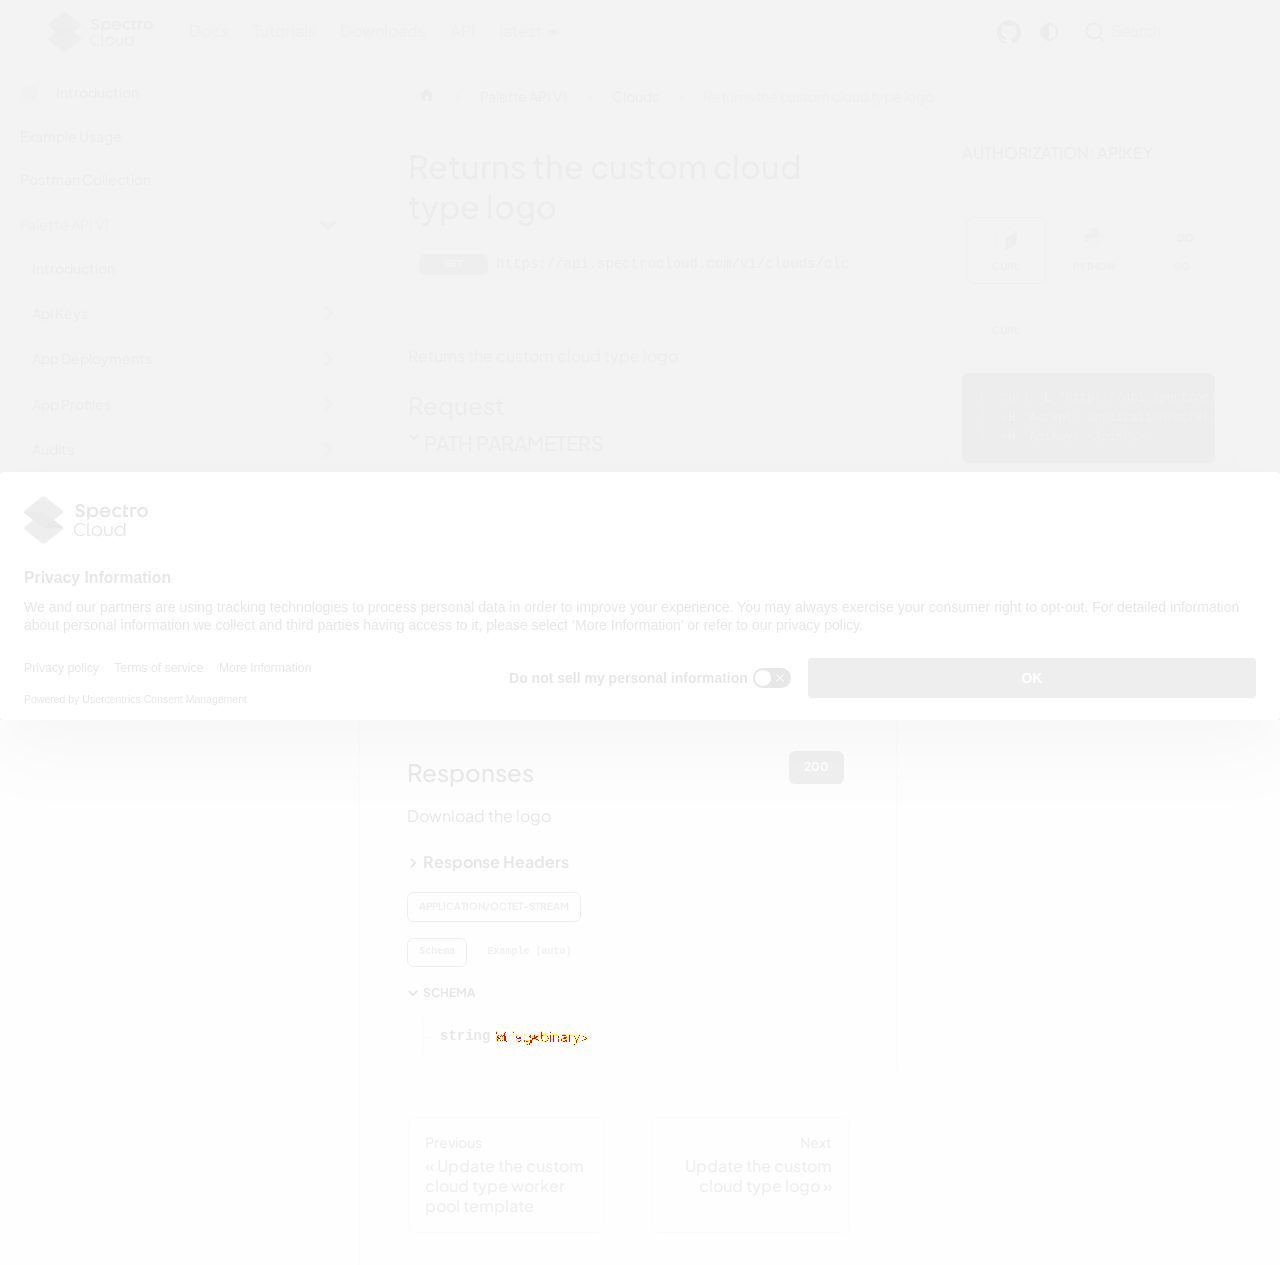 Spectro Cloud
Docs Tutorials Downloads API latest
Search
Introduction
Example Usage
Postman Collection
Palette API V1
Introduction
Api Keys
App Deployments
App Profiles
Audits
Palette API V1 Clouds Returns the custom cloud type logo
Returns the custom cloud
type logo
GET https://api.spectrocloud.com/v1/clouds/clo
Returns the custom cloud type logo
Request
PATH PARAMETERS
AUTHORIZATION: APIKEY
CURL PYTHON GO
CURL
Spectro
Cloud
Privacy Information
We and our partners are using tracking technologies to process personal data in order to improve your experience. You may always exercise your consumer right to opt-out. For detailed information
about personal information we collect and third parties having access to it, please select ‘More Information’ or refer to our privacy policy.
Privacy policy Terms of service More Information
Powered by Usercentrics Consent Management
Do not sell my personal information
OK
Responses
200
Download the logo
Response Headers
APPLICATION/OCTET-STREAM
Schema Example (auto)
SCHEMA
string
Previous
« Update the custom
cloud type worker
pool template
Next
Update the custom
cloud type logo »